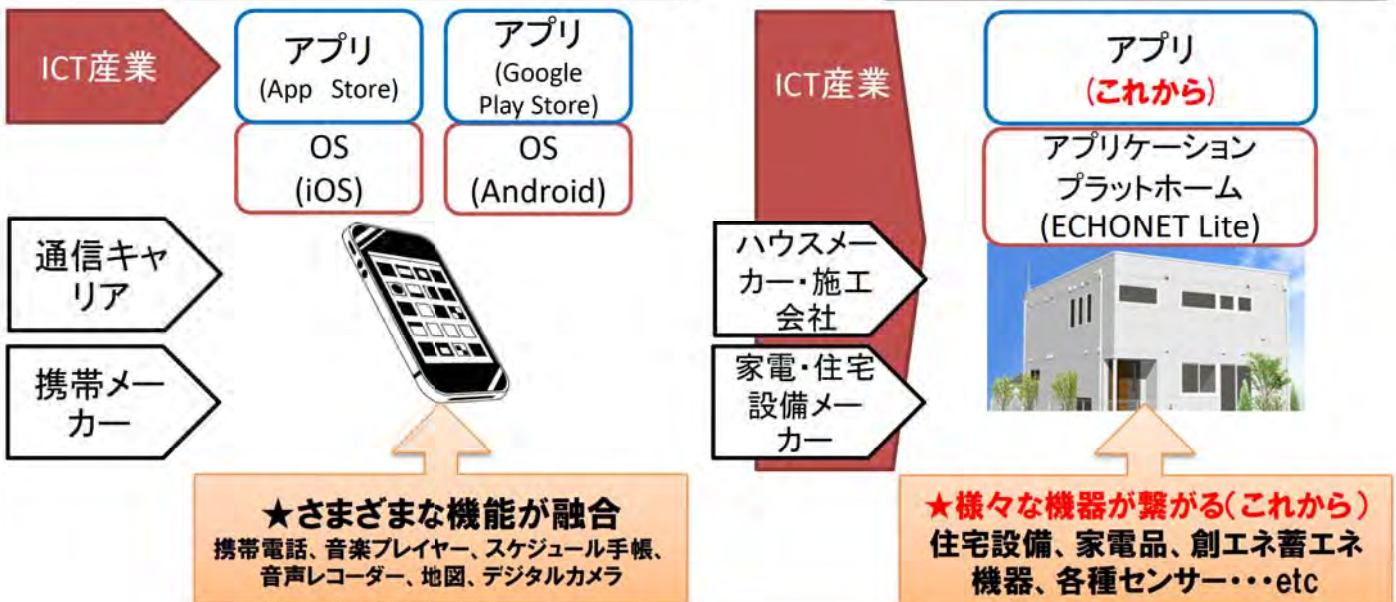 ICT産業
アプリ
(App Store)
アプリ
(Google
Play Store)
OS
(iOS)
OS
(Android)
通信キャ
リア
携帯メー
カー
★さまざまな機能が融合
携帯電話、音楽プレイヤー、スケジュール手帳、
音声レコーダー、地図、デジタルカメラ
ICT産業
アプリ
(これから)
アプリケーション
プラットホーム
(ECHONET Lite)
ハウスメー
カー・施工
会社
家電・住宅
設備メー
カー
★様々な機器が繋がる(これから)
住宅設備、家電品、創エネ蓄エネ
機器、各種センサー・・・etc